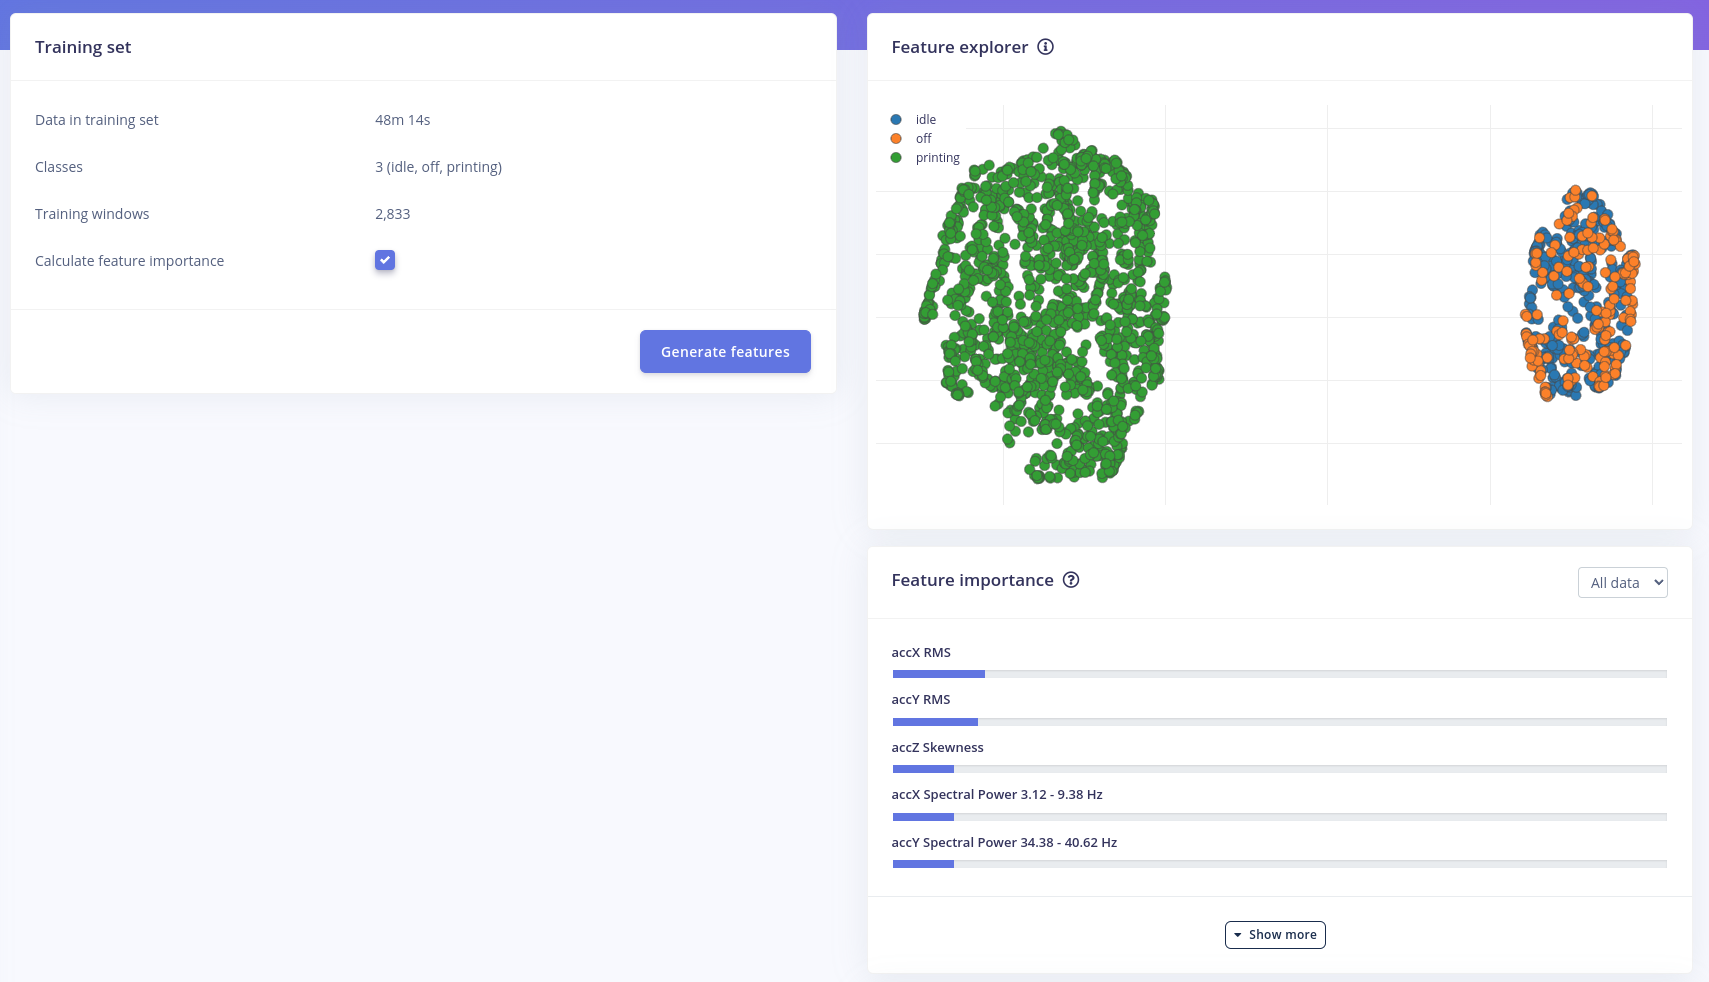 Training set
Data in training set 48m 14s
Classes 3 (idle, off, printing)
Training windows 2,833
Calculate feature importance
Generate features
Feature explorer
idle
off
printing
Feature importance
All data
accX RMS
accY RMS
accZ Skewness
accX Spectral Power 3.12 - 9.38 Hz
accY Spectral Power 34.38 - 40.62 Hz
Show more